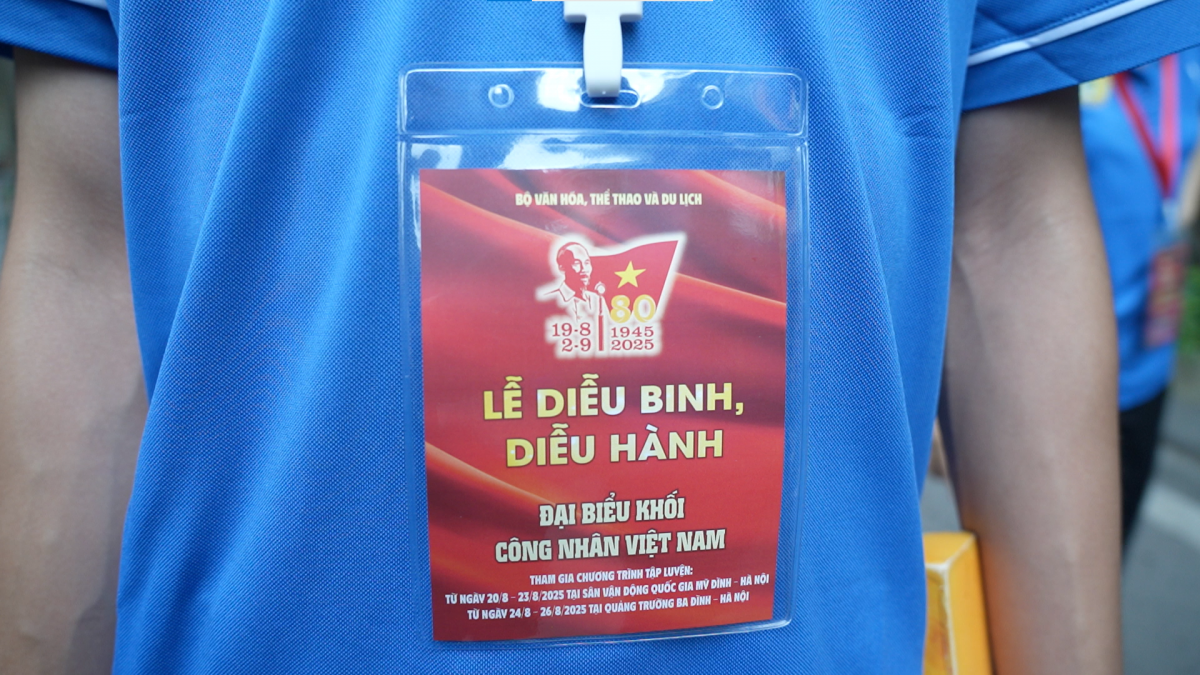 BỘ VĂN HÓA, THỂ THAO VÀ DU LỊCH
80
19-8 1945
2-9 2025
LỄ DIỄU BINH,
DIỄU HÀNH
ĐẠI BIỂU KHỐI
CÔNG NHÂN VIỆT NAM
THAM GIA CHƯƠNG TRÌNH TẬP LUYỆN:
TỪ NGÀY 20/8 - 23/8/2025 TẠI SÂN VẬN ĐỘNG QUỐC GIA MỸ ĐÌNH - HÀ NỘI
TỪ NGÀY 24/8 - 26/8/2025 TẠI QUẢNG TRƯỜNG BA ĐÌNH - HÀ NỘI